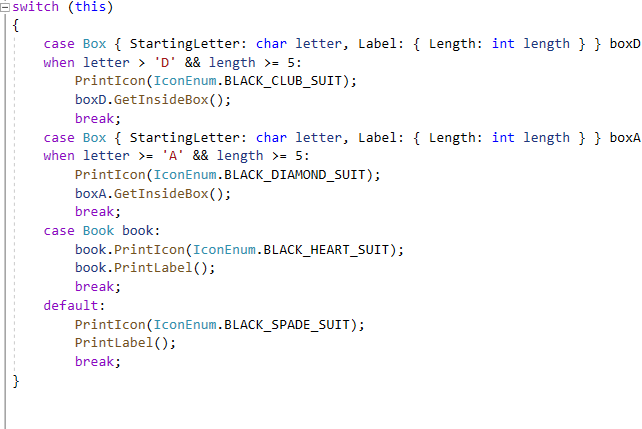 switch (this)
{
case Box { StartingLetter: char letter, Label: { Length: int length } } boxD
when letter > 'D' && length >= 5:
PrintIcon(IconEnum.BLACK_CLUB_SUIT);
boxD.GetInsideBox();
break;
case Box { StartingLetter: char letter, Label: { Length: int length } } boxA
when letter >= 'A' && length >= 5:
PrintIcon(IconEnum.BLACK_DIAMOND_SUIT);
boxA.GetInsideBox();
break;
case Book book:
book.PrintIcon(IconEnum.BLACK_HEART_SUIT);
book.PrintLabel();
break;
default:
PrintIcon(IconEnum.BLACK_SPADE_SUIT);
PrintLabel();
break;
}